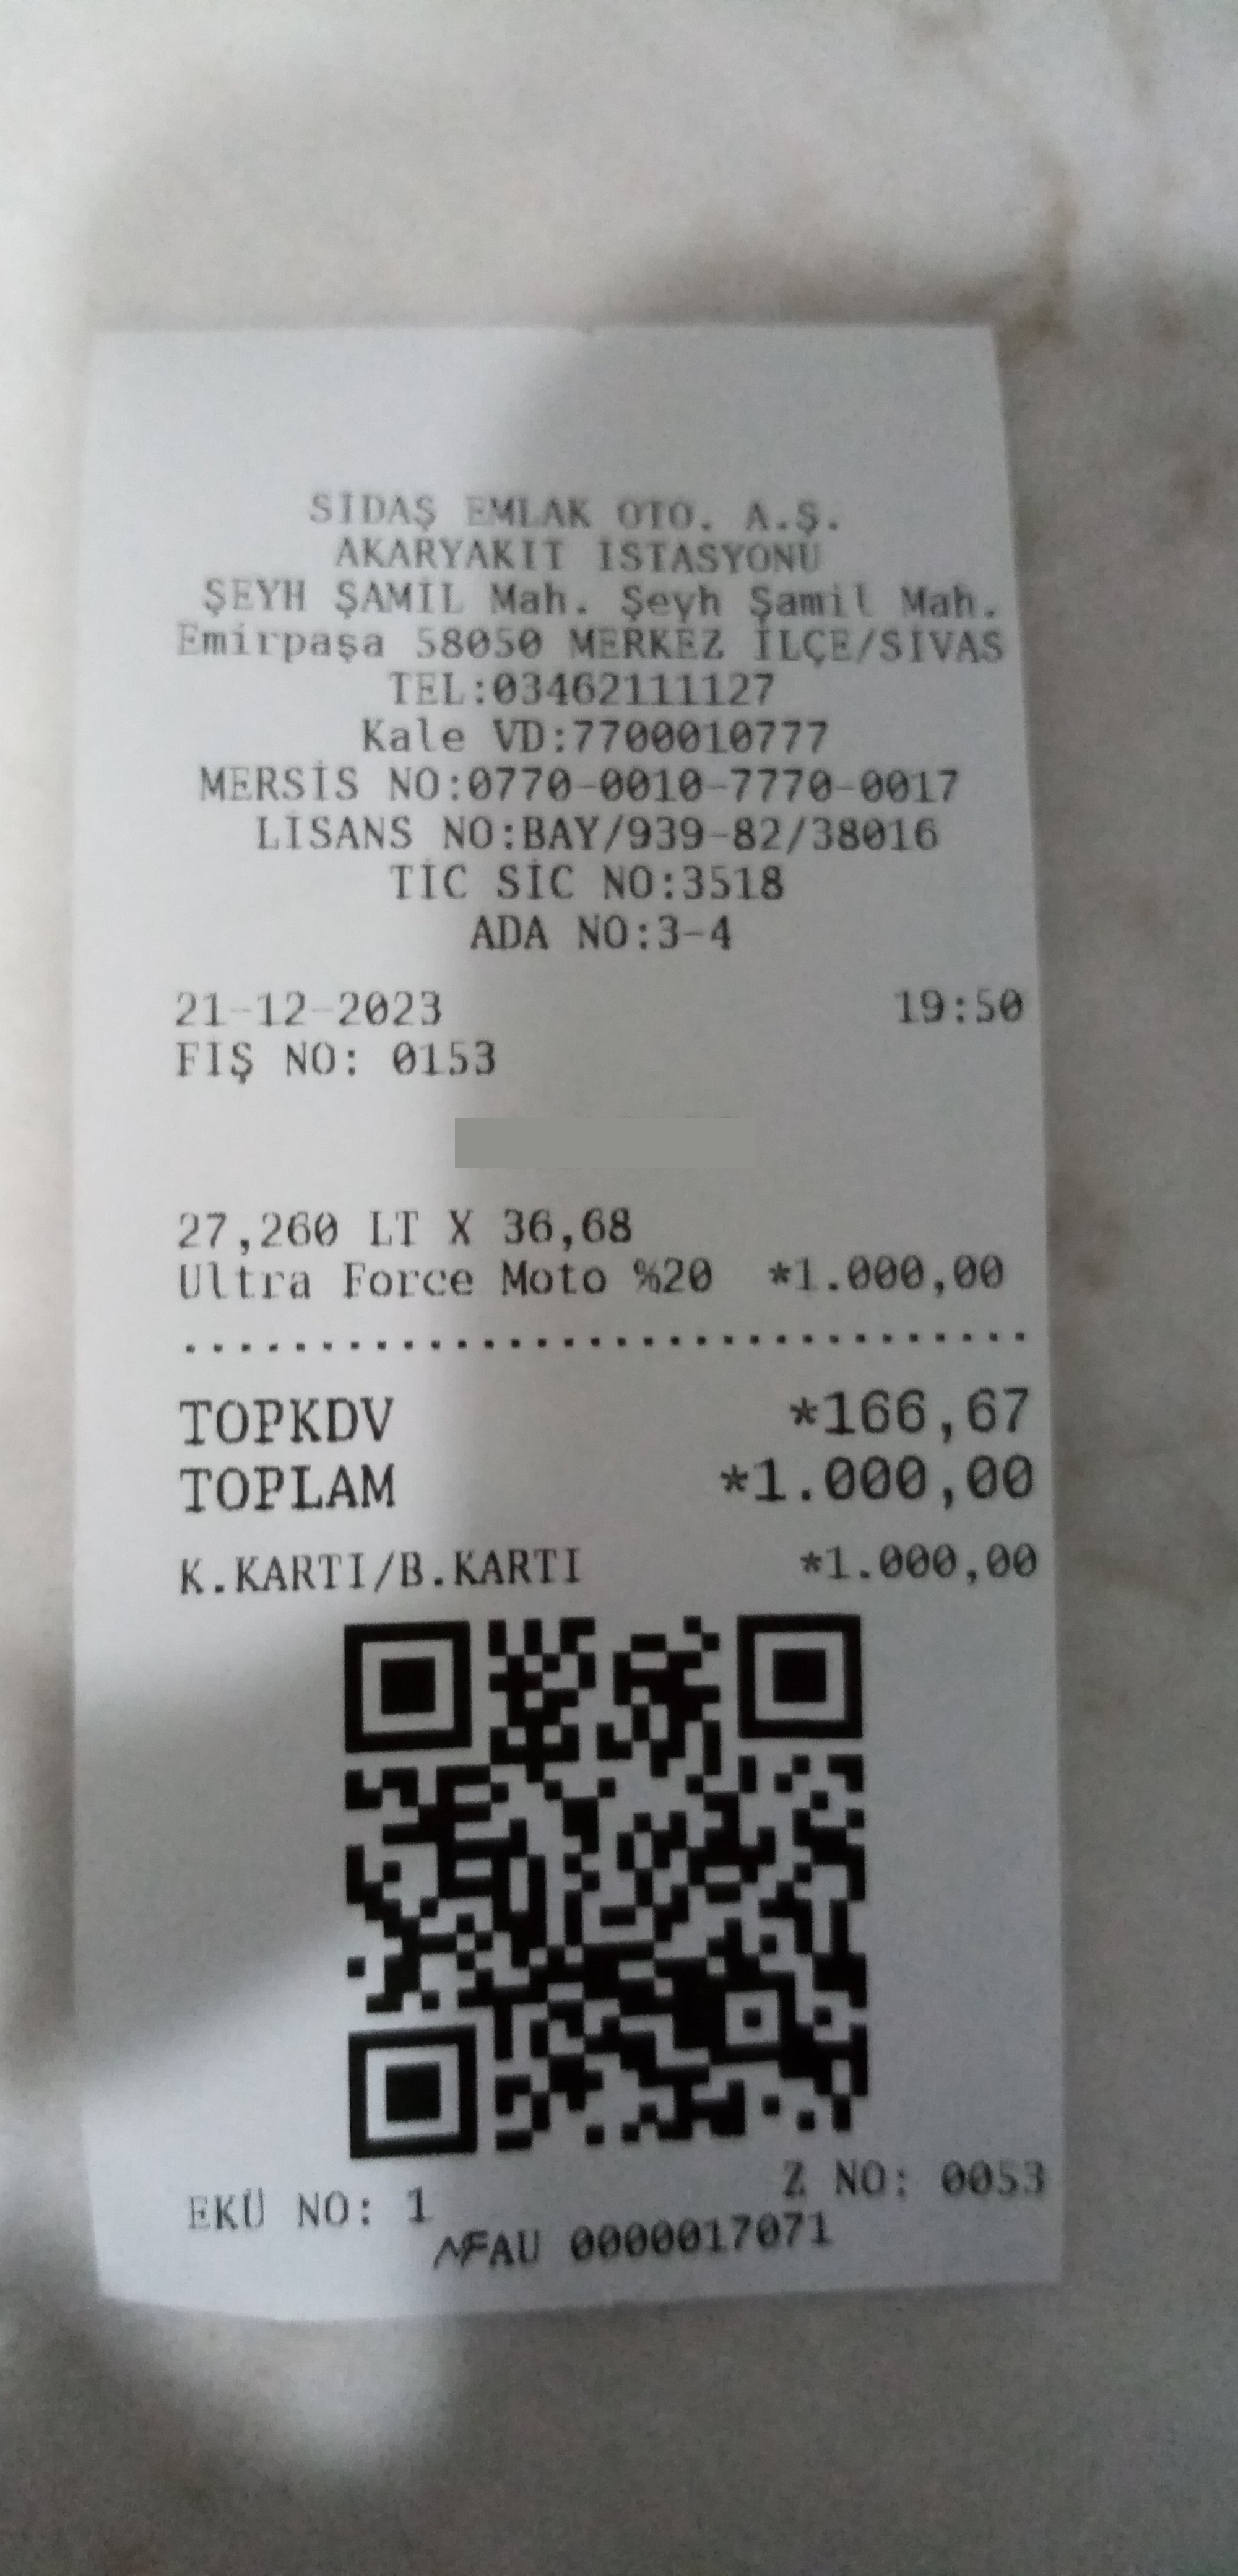 SİDAŞ EMLAK OTO. A.Ş.
AKARYAKIT İSTASYONU
ŞEYH ŞAMİL Mah. Şeyh Şamil Mah.
Emirpaşa 58050 MERKEZ İLÇE/SİVAS
TEL:03462111127
Kale VD:7700010777
MERSİS NO:0770-0010-7770-0017
LİSANS NO:BAY/939-82/38016
TİC SİC NO:3518
ADA NO:3-4
21-12-2023 19:50
FİŞ NO: 0153
27,260 LT X 36,68
Ultra Force Moto %20 *1.000,00
TOPKDV *166,67
TOPLAM *1.000,00
K.KARTI/B.KARTI *1.000,00
EKÜ NO: 1 Z NO: 0053
MF AU 0000017071